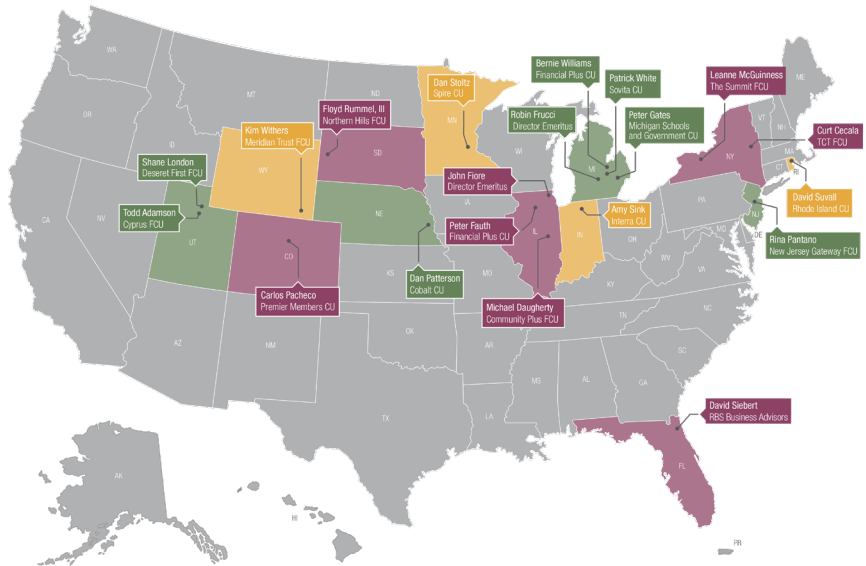 WA
OR
CA
NV
ID
MT
ND
SD
WY
UT
CO
NE
KS
AZ
NM
OK
TX
MN
IA
MO
AR
LA
WI
IL
MI
IN
OH
KY
TN
MS
AL
GA
SC
NC
VA
WV
PA
NY
MD
DE
NJ
CT
RI
MA
VT
NH
ME
FL
AK
HI
PR
Bernie Williams
Financial Plus CU
Patrick White
Sovita CU
Leanne McGuinness
The Summit FCU
Dan Stoltz
Spire CU
Floyd Rummel, III
Northern Hills FCU
Robin Frucci
Director Emeritus
Peter Gates
Michigan Schools
and Government CU
Curt Cecala
TCT FCU
Kim Withers
Meridian Trust FCU
Shane London
Deseret First FCU
John Fiore
Director Emeritus
David Suvall
Rhode Island CU
Todd Adamson
Cyprus FCU
Peter Fauth
Financial Plus CU
Amy Sink
Interra CU
Rina Pantano
New Jersey Gateway FCU
Dan Patterson
Cobalt CU
Carlos Pacheco
Premier Members CU
Michael Daugherty
Community Plus FCU
David Siebert
RBS Business Advisors